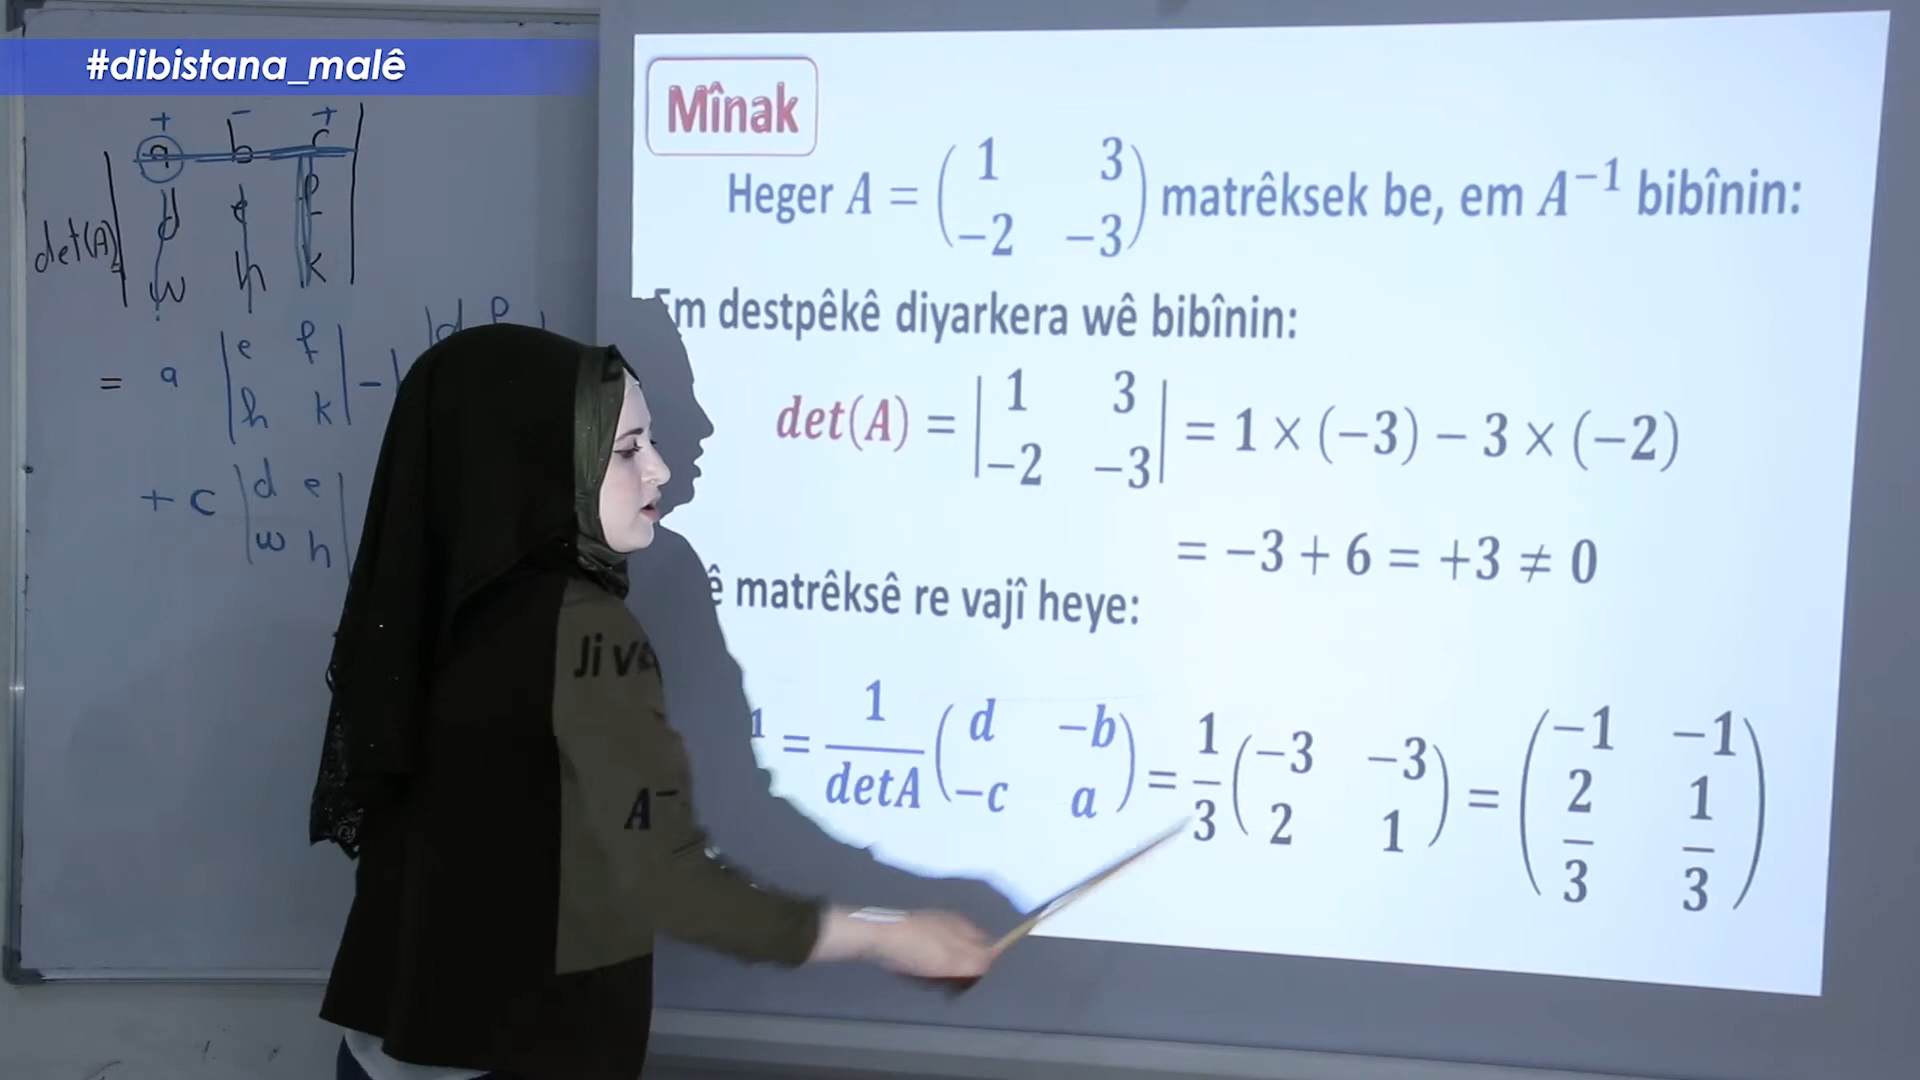 #dibistana_malê
+ - +
a b c
d e f
w h k
det(A)
= a | e f | -
| h k |
+ c | d e |
| w h |
Mînak
Heger A = ( 1 3 ) matrêksek be, em A⁻¹ bibînin:
( −2 −3 )
Em destpêkê diyarkera wê bibînin:
det(A) = | 1 3 | = 1 × (−3) − 3 × (−2)
| −2 −3 |
= −3 + 6 = +3 ≠ 0
Ji matrêksê re vajî heye:
A⁻¹ = 1/detA ( d −b ) = 1/3 ( −3 −3 ) = ( −1 −1 )
( −c a ) ( 2 1 ) ( 2/3 1/3 )